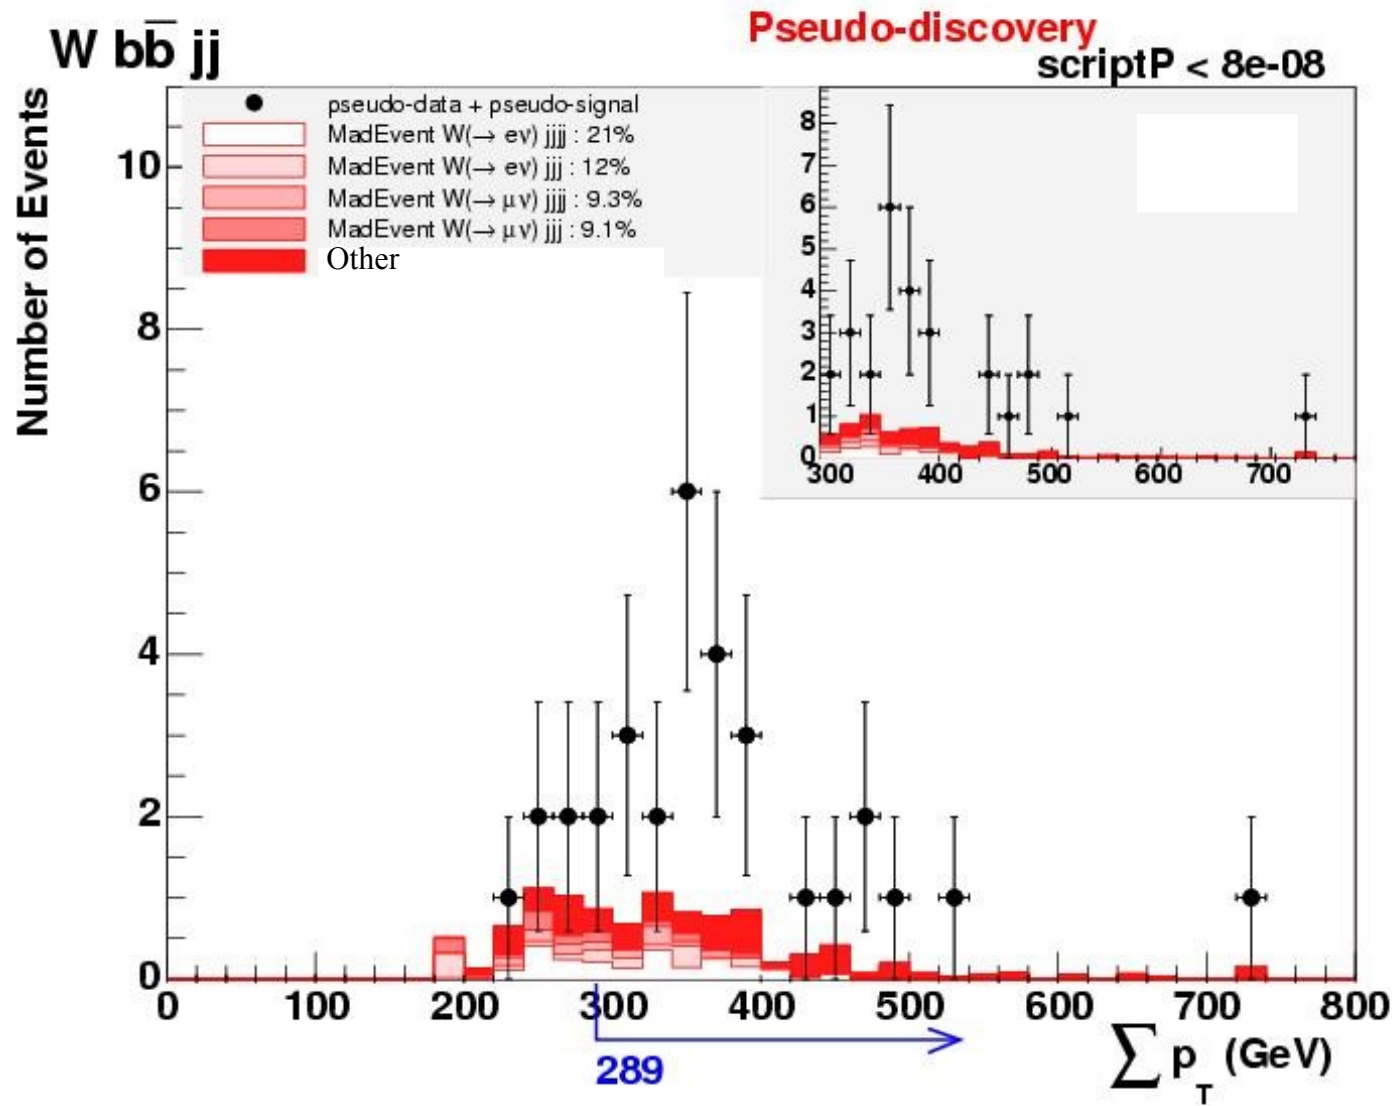 W bb̅ jj
Pseudo-discovery
scriptP < 8e-08
Number of Events
pseudo-data + pseudo-signal
MadEvent W(→ eν) jjjj : 21%
MadEvent W(→ eν) jjj : 12%
MadEvent W(→ μν) jjjj : 9.3%
MadEvent W(→ μν) jjj : 9.1%
Other
10
8
6
4
2
0
0 100 200 300 400 500 600 700 800
289
∑ p_T (GeV)
8
7
6
5
4
3
2
1
0
300 400 500 600 700